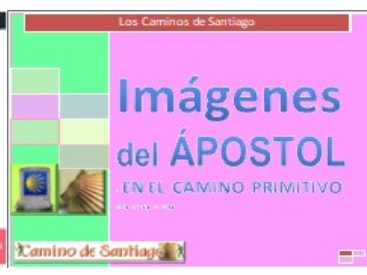 Los Caminos de Santiago
Imágenes
del ÁPOSTOL
EN EL CAMINO PRIMITIVO
Camino de Santiago